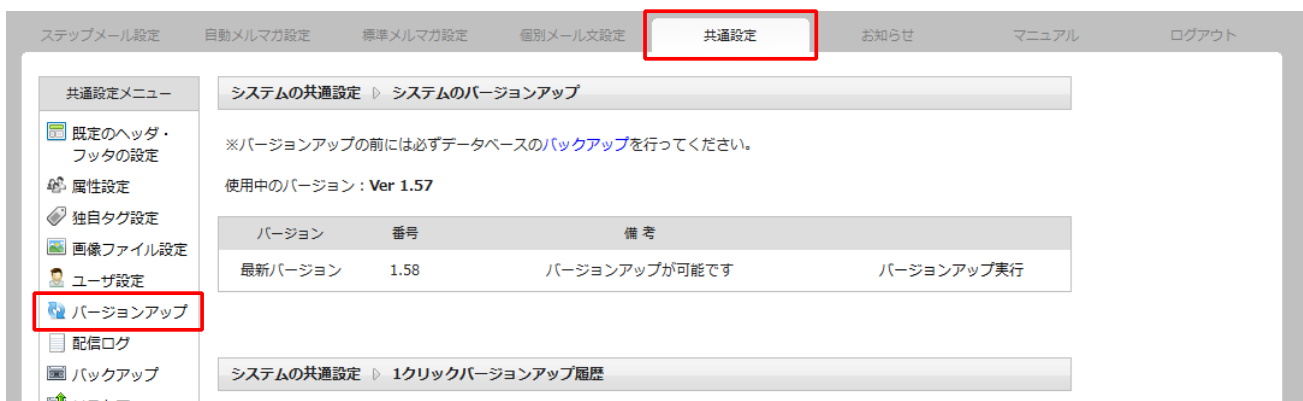 ステップメール設定 自動メルマガ設定 標準メルマガ設定 個別メール文設定 共通設定 お知らせ マニュアル ログアウト
共通設定メニュー
既定のヘッダ・
フッタの設定
属性設定
独自タグ設定
画像ファイル設定
ユーザ設定
バージョンアップ
配信ログ
バックアップ
システムの共通設定 ▷ システムのバージョンアップ
※バージョンアップの前には必ずデータベースのバックアップを行ってください。
使用中のバージョン：Ver 1.57
バージョン 番号 備 考
最新バージョン 1.58 バージョンアップが可能です バージョンアップ実行
システムの共通設定 ▷ 1クリックバージョンアップ履歴